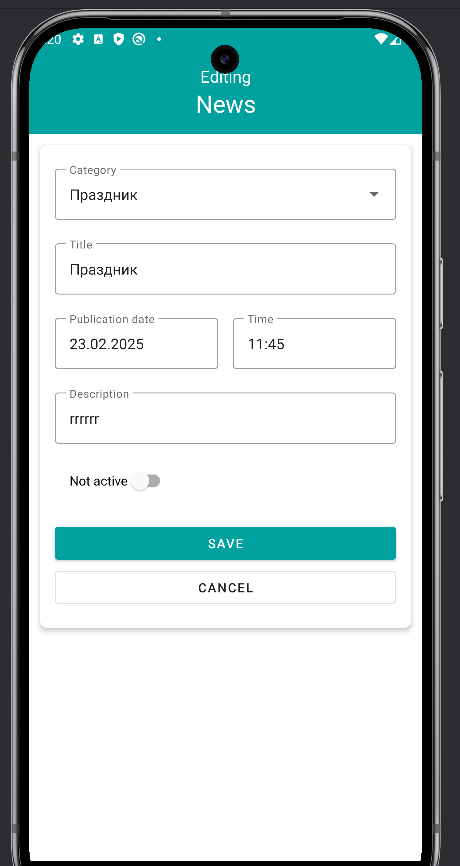 20
Editing
News
Category
Праздник
Title
Праздник
Publication date
Time
23.02.2025
11:45
Description
rrrrrr
Not active
SAVE
CANCEL